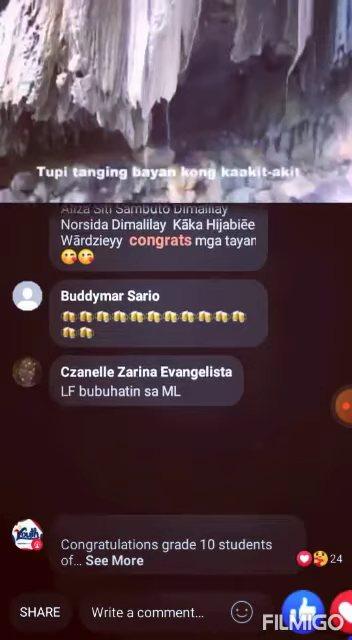 Tupi tanging bayan kong kaakit-akit
Aliza Siti Sambuto Dimalilay
Norsida Dimalilay Kāka Hijabiēe
Wārdzieyy congrats mga tayan
Buddymar Sario
Czanelle Zarina Evangelista
LF bubuhatin sa ML
Youth
Congratulations grade 10 students
of... See More
24
SHARE
Write a comment...
FILMIGO